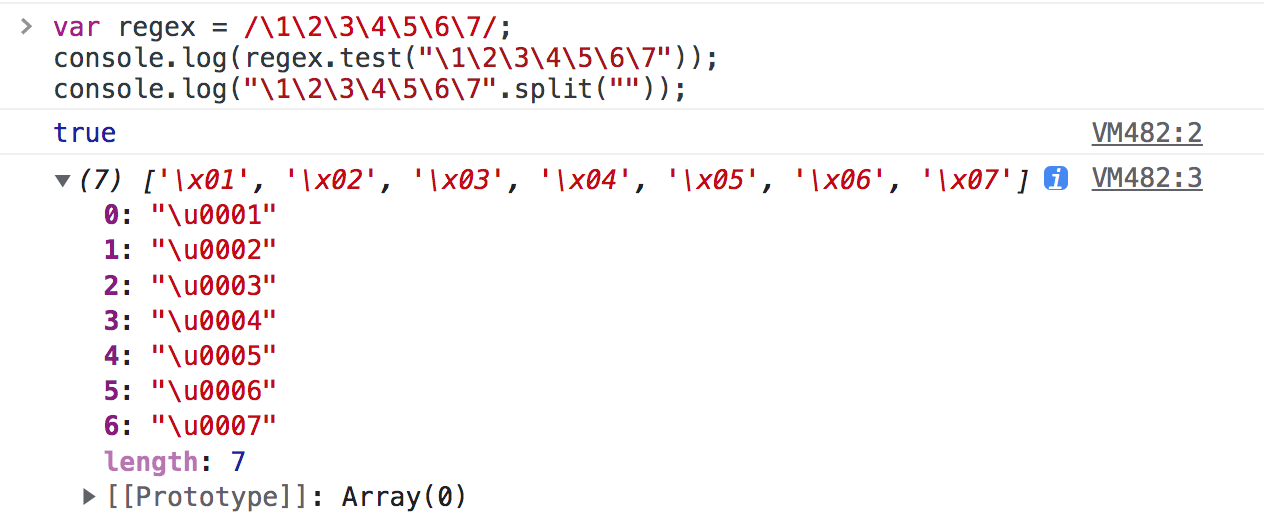 > var regex = /\1\2\3\4\5\6\7/;
console.log(regex.test("\1\2\3\4\5\6\7"));
console.log("\1\2\3\4\5\6\7".split(""));
true VM482:2
▼(7) ['\x01', '\x02', '\x03', '\x04', '\x05', '\x06', '\x07'] i VM482:3
0: "\u0001"
1: "\u0002"
2: "\u0003"
3: "\u0004"
4: "\u0005"
5: "\u0006"
6: "\u0007"
length: 7
▶[[Prototype]]: Array(0)